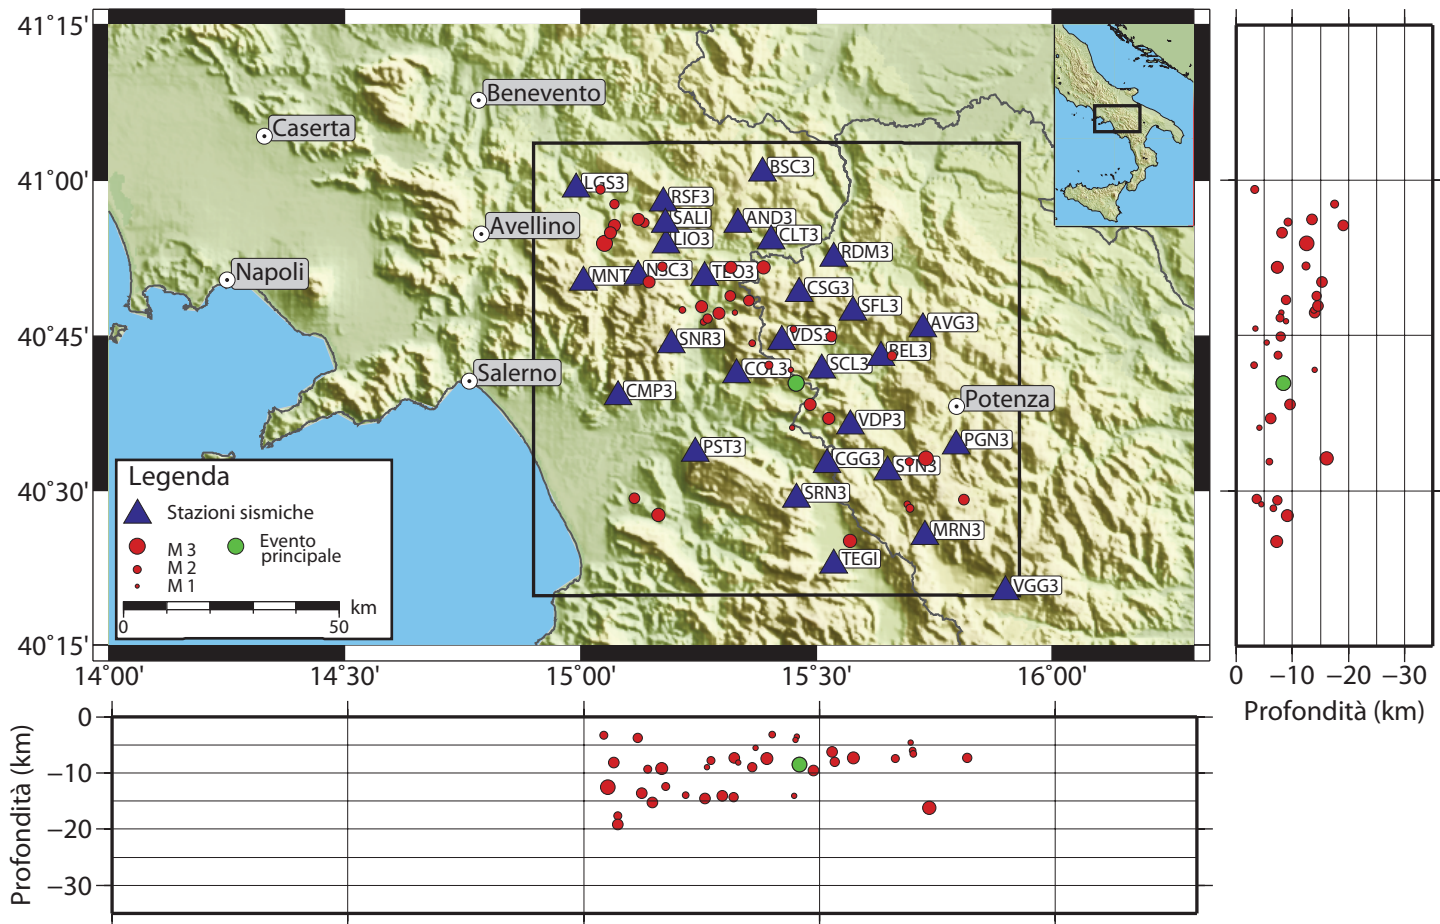 41°15'
41°00'
40°45'
40°30'
40°15'
14°00'
14°30'
15°00'
15°30'
16°00'
Benevento
Caserta
Avellino
Napoli
Salerno
Potenza
BSC3
LGS3
RSF3
SALI
AND3
LIO3
CLT3
RDM3
NSC3
TEO3
CSG3
SFL3
AVG3
SNR3
VDS3
BEL3
COL3
SCL3
CMP3
VDP3
PGN3
PST3
CGG3
STN3
SRN3
MRN3
TEGI
VGG3
Legenda
Stazioni sismiche
M 3
M 2
M 1
Evento
principale
km
0
50
0
−10
−20
−30
Profondità (km)
0
−10
−20
−30
Profondità (km)